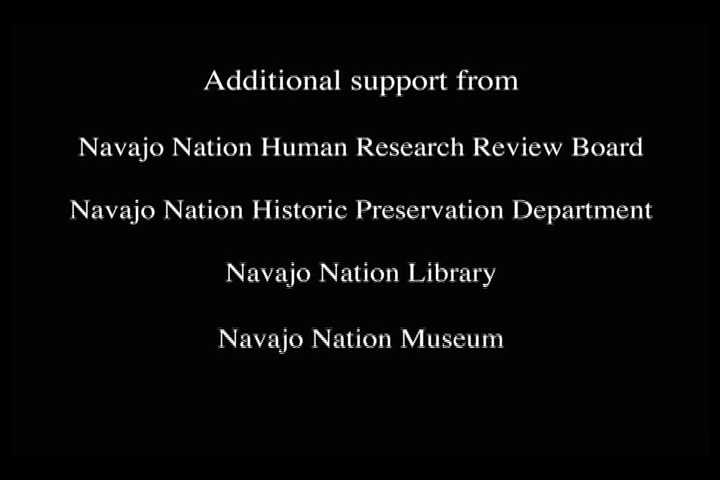 Additional support from
Navajo Nation Human Research Review Board
Navajo Nation Historic Preservation Department
Navajo Nation Library
Navajo Nation Museum